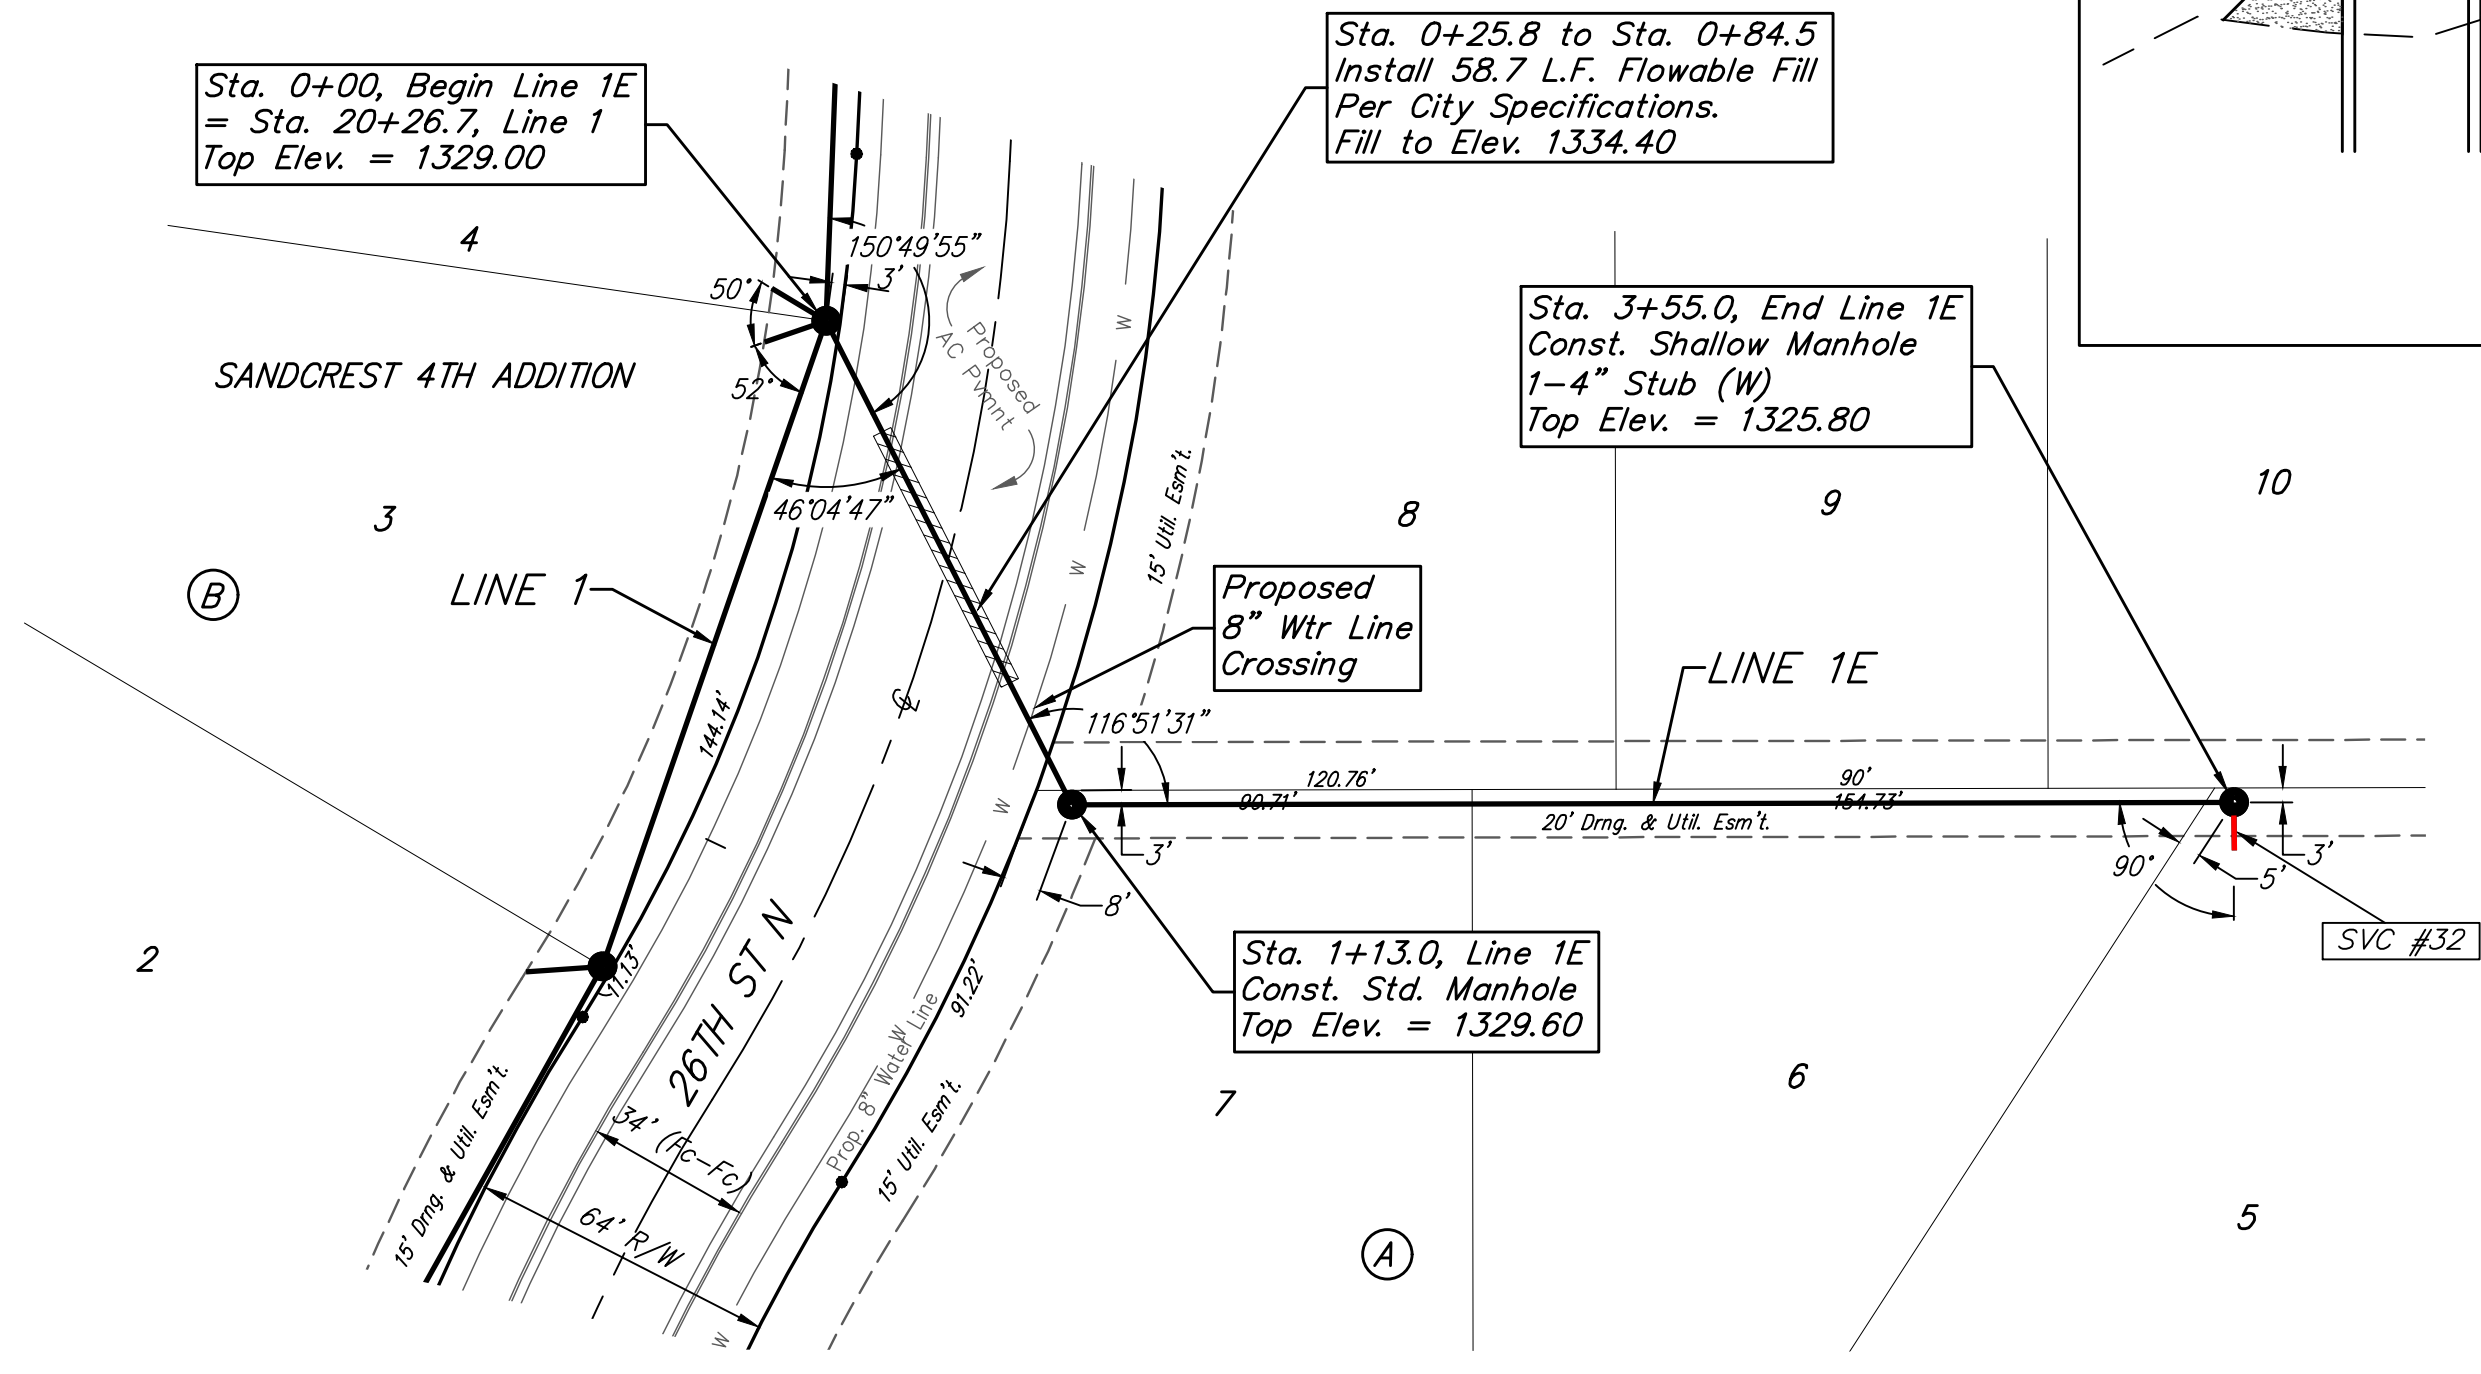 Sta. 0+25.8 to Sta. 0+84.5
Install 58.7 L.F. Flowable Fill
Per City Specifications.
Fill to Elev. 1334.40
Sta. 0+00, Begin Line 1E
= Sta. 20+26.7, Line 1
Top Elev. = 1329.00
4
150°49'55"
3'
50°
52°
Proposed
AC Pvmnt
W
Sta. 3+55.0, End Line 1E
Const. Shallow Manhole
1-4" Stub (W)
Top Elev. = 1325.80
SANDCREST 4TH ADDITION
3
46°04'47"
15' Util. Esm't.
8
9
10
B
LINE 1
W
Proposed
8" Wtr Line
Crossing
LINE 1E
144.14'
℄
116°51'31"
120.76'
90'
90.71'
154.73'
W
20' Drng. & Util. Esm't.
3'
3'
90°
5'
8'
SVC #32
2
11.13'
26TH ST N
91.22'
Sta. 1+13.0, Line 1E
Const. Std. Manhole
Top Elev. = 1329.60
W
Prop. 8" Water Line
15' Drng. & Util. Esm't.
15' Util. Esm't.
34' (Fc-Fc)
64' R/W
7
6
5
A
W